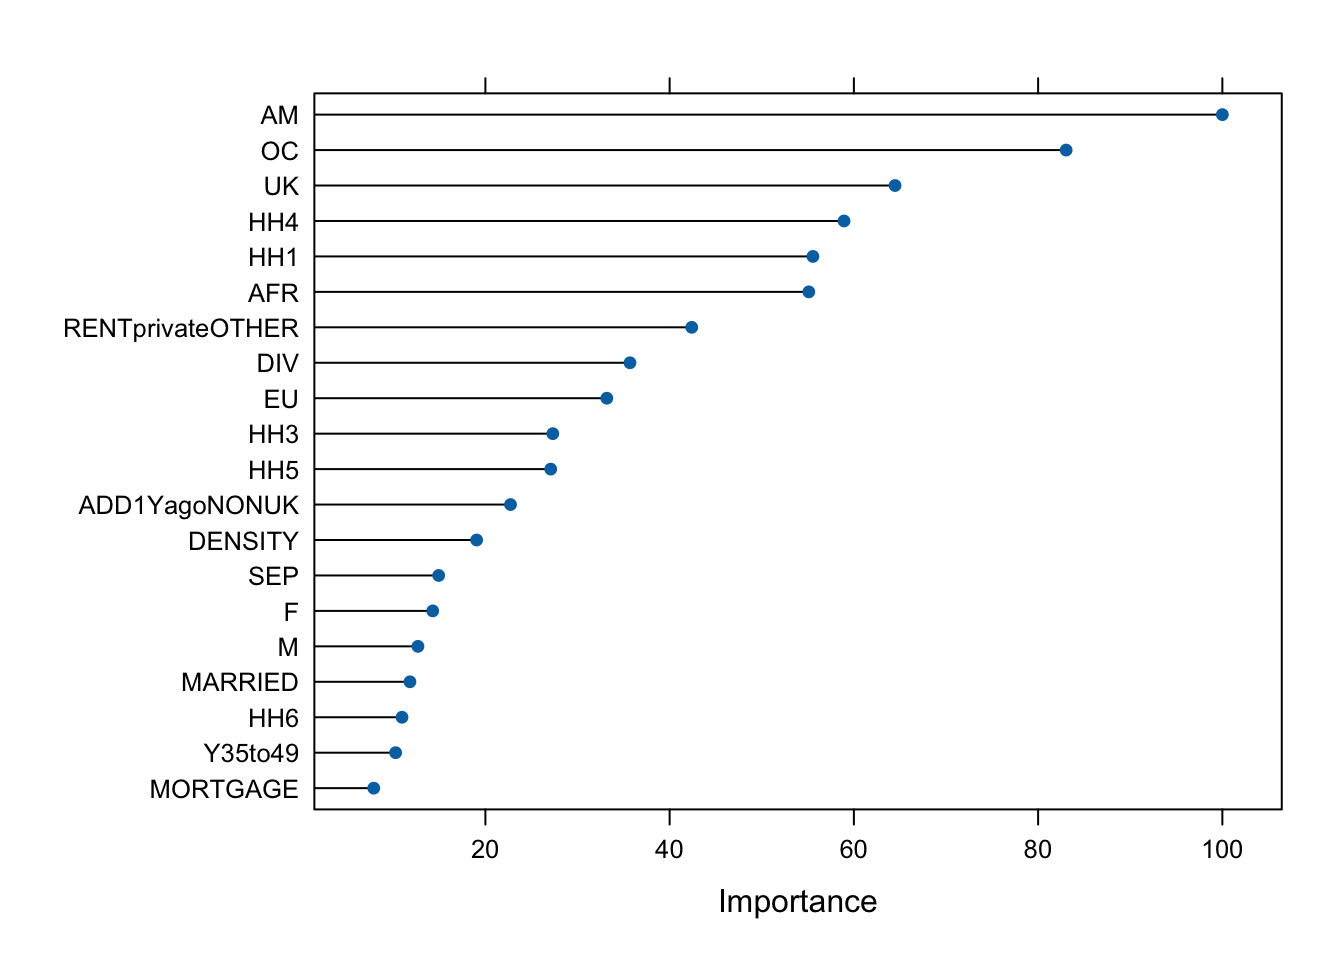 AM
OC
UK
HH4
HH1
AFR
RENTprivateOTHER
DIV
EU
HH3
HH5
ADD1YagoNONUK
DENSITY
SEP
F
M
MARRIED
HH6
Y35to49
MORTGAGE
20 40 60 80 100
Importance